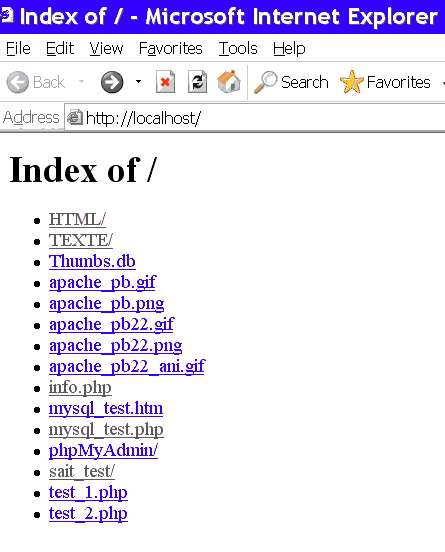 Index of / - Microsoft Internet Explorer
File Edit View Favorites Tools Help
Back Search Favorites
Address http://localhost/
Index of /
HTML/
TEXTE/
Thumbs.db
apache_pb.gif
apache_pb.png
apache_pb22.gif
apache_pb22.png
apache_pb22_ani.gif
info.php
mysql_test.htm
mysql_test.php
phpMyAdmin/
sait_test/
test_1.php
test_2.php